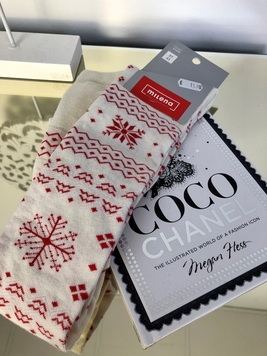 milena
COCO
CHANEL
THE ILLUSTRATED WORLD OF A FASHION ICON
Megan Hess